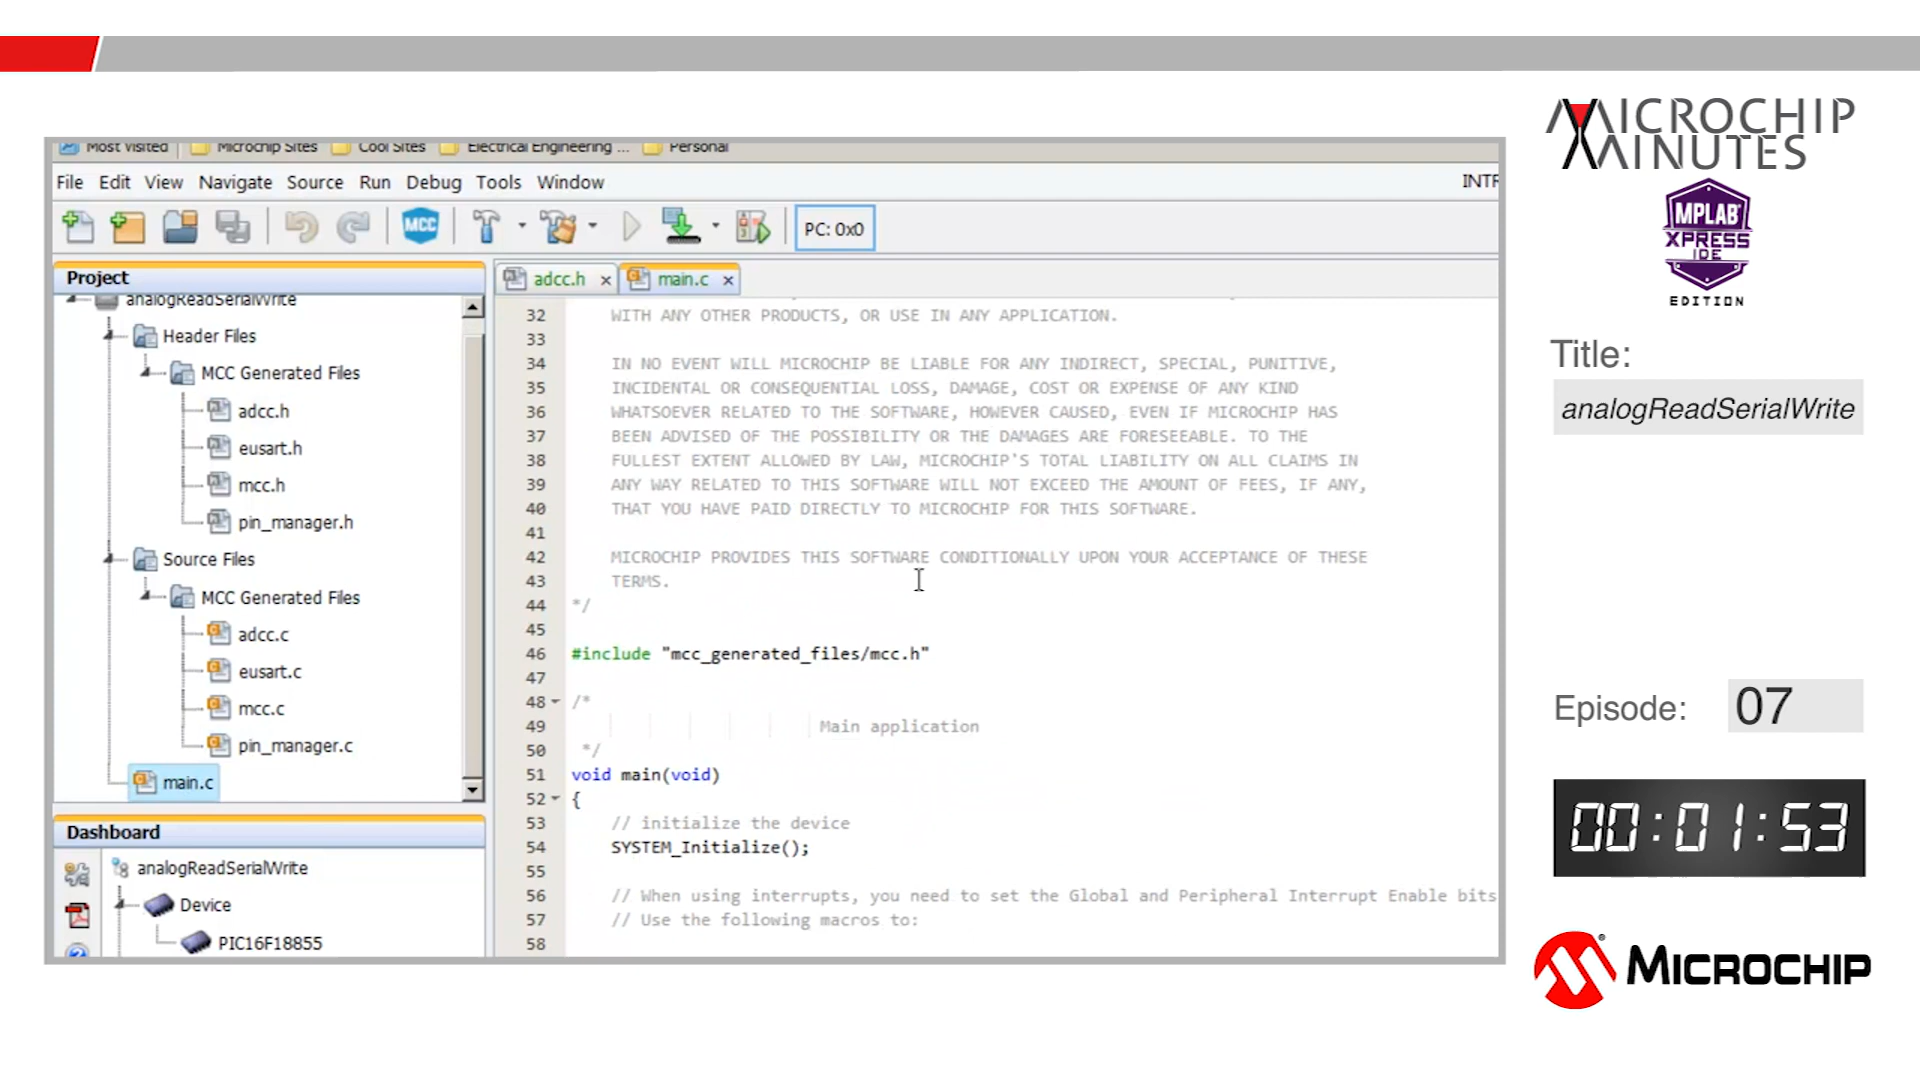 Most Visited
Microchip Sites
Cool Sites
Electrical Engineering ...
Personal
File Edit View Navigate Source Run Debug Tools Window
MCC
PC: 0x0
Project
analogReadSerialWrite
Header Files
MCC Generated Files
adcc.h
eusart.h
mcc.h
pin_manager.h
Source Files
MCC Generated Files
adcc.c
eusart.c
mcc.c
pin_manager.c
main.c
Dashboard
analogReadSerialWrite
Device
PIC16F18855
adcc.h x main.c x
32 WITH ANY OTHER PRODUCTS, OR USE IN ANY APPLICATION.
33
34 IN NO EVENT WILL MICROCHIP BE LIABLE FOR ANY INDIRECT, SPECIAL, PUNITIVE,
35 INCIDENTAL OR CONSEQUENTIAL LOSS, DAMAGE, COST OR EXPENSE OF ANY KIND
36 WHATSOEVER RELATED TO THE SOFTWARE, HOWEVER CAUSED, EVEN IF MICROCHIP HAS
37 BEEN ADVISED OF THE POSSIBILITY OR THE DAMAGES ARE FORESEEABLE. TO THE
38 FULLEST EXTENT ALLOWED BY LAW, MICROCHIP'S TOTAL LIABILITY ON ALL CLAIMS IN
39 ANY WAY RELATED TO THIS SOFTWARE WILL NOT EXCEED THE AMOUNT OF FEES, IF ANY,
40 THAT YOU HAVE PAID DIRECTLY TO MICROCHIP FOR THIS SOFTWARE.
41
42 MICROCHIP PROVIDES THIS SOFTWARE CONDITIONALLY UPON YOUR ACCEPTANCE OF THESE
43 TERMS.
44 */
45
46 #include "mcc_generated_files/mcc.h"
47
48 /*
49 Main application
50 */
51 void main(void)
52 {
53 // initialize the device
54 SYSTEM_Initialize();
55
56 // When using interrupts, you need to set the Global and Peripheral Interrupt Enable bits
57 // Use the following macros to:
58
MICROCHIP
MINUTES
MPLAB
XPRESS
IDE
EDITION
Title:
analogReadSerialWrite
Episode: 07
00:01:53
MICROCHIP